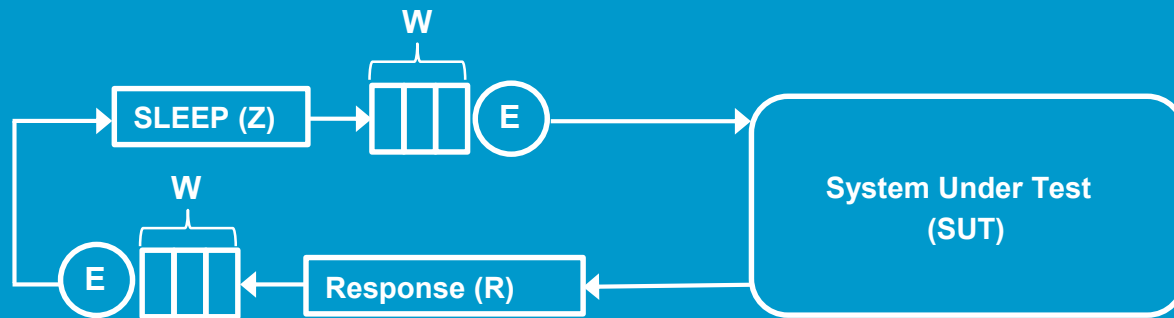 W
SLEEP (Z)
E
System Under Test
(SUT)
W
E
Response (R)